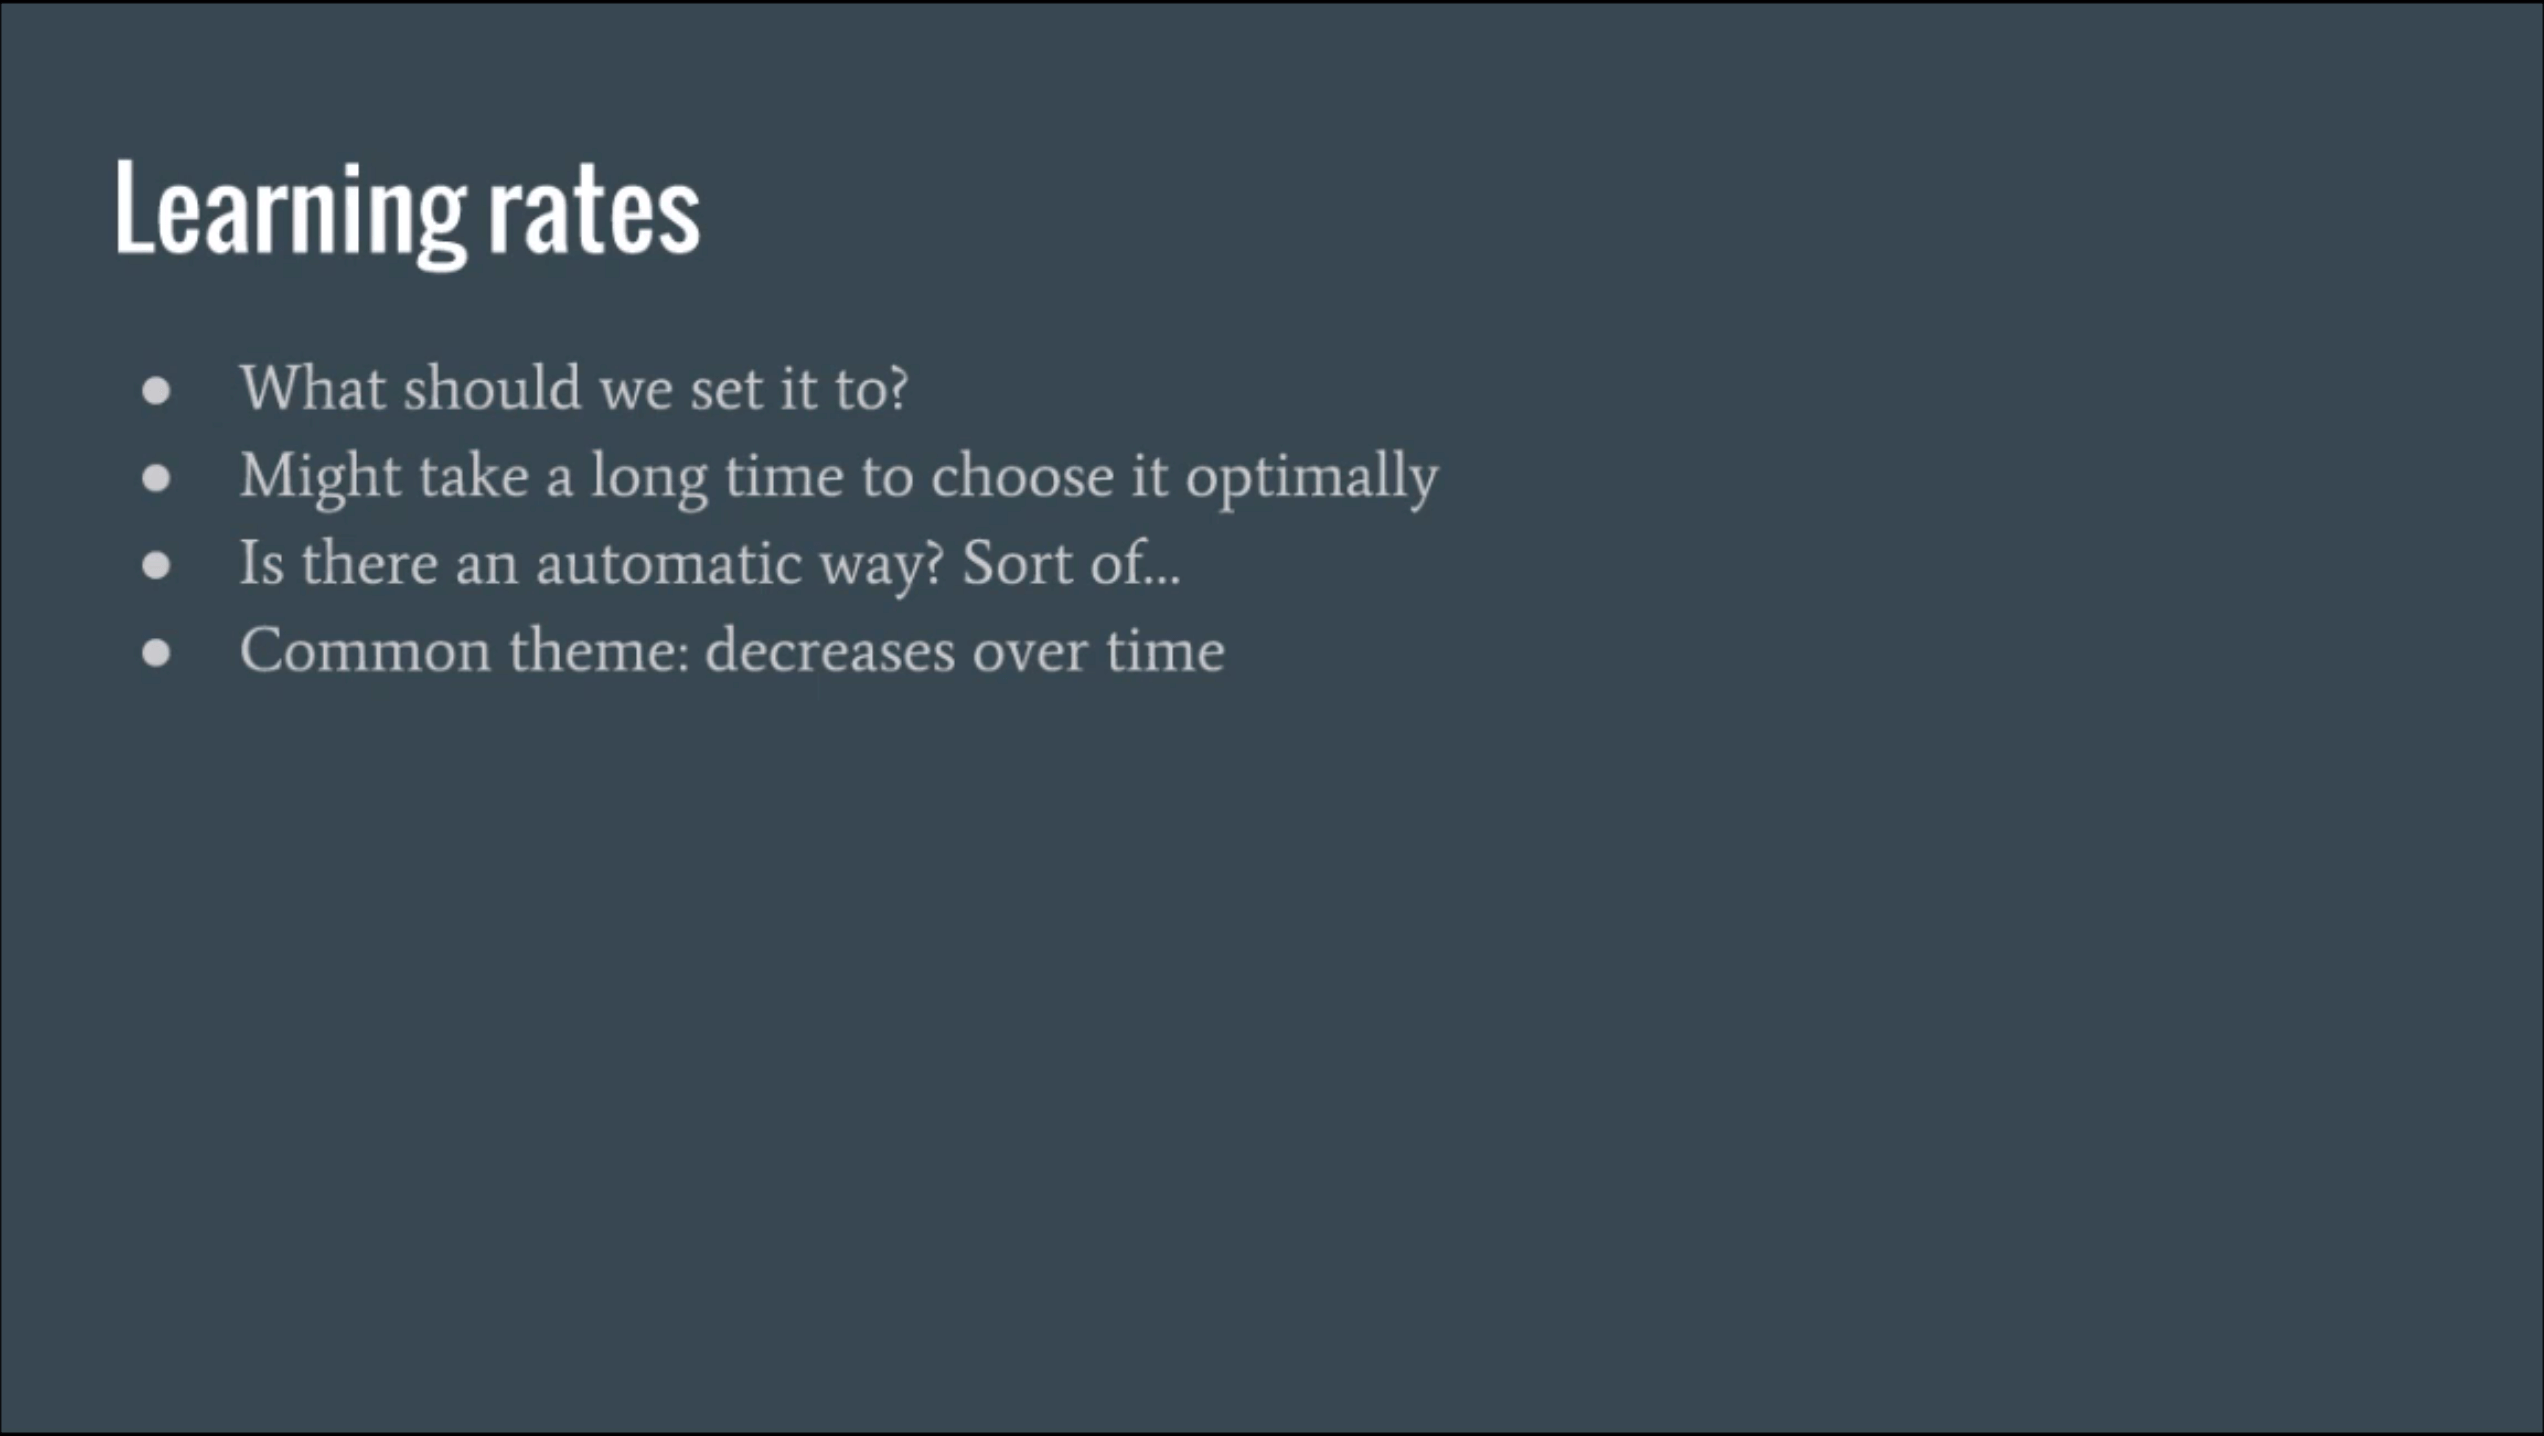 Learning rates
● What should we set it to?
● Might take a long time to choose it optimally
● Is there an automatic way? Sort of...
● Common theme: decreases over time